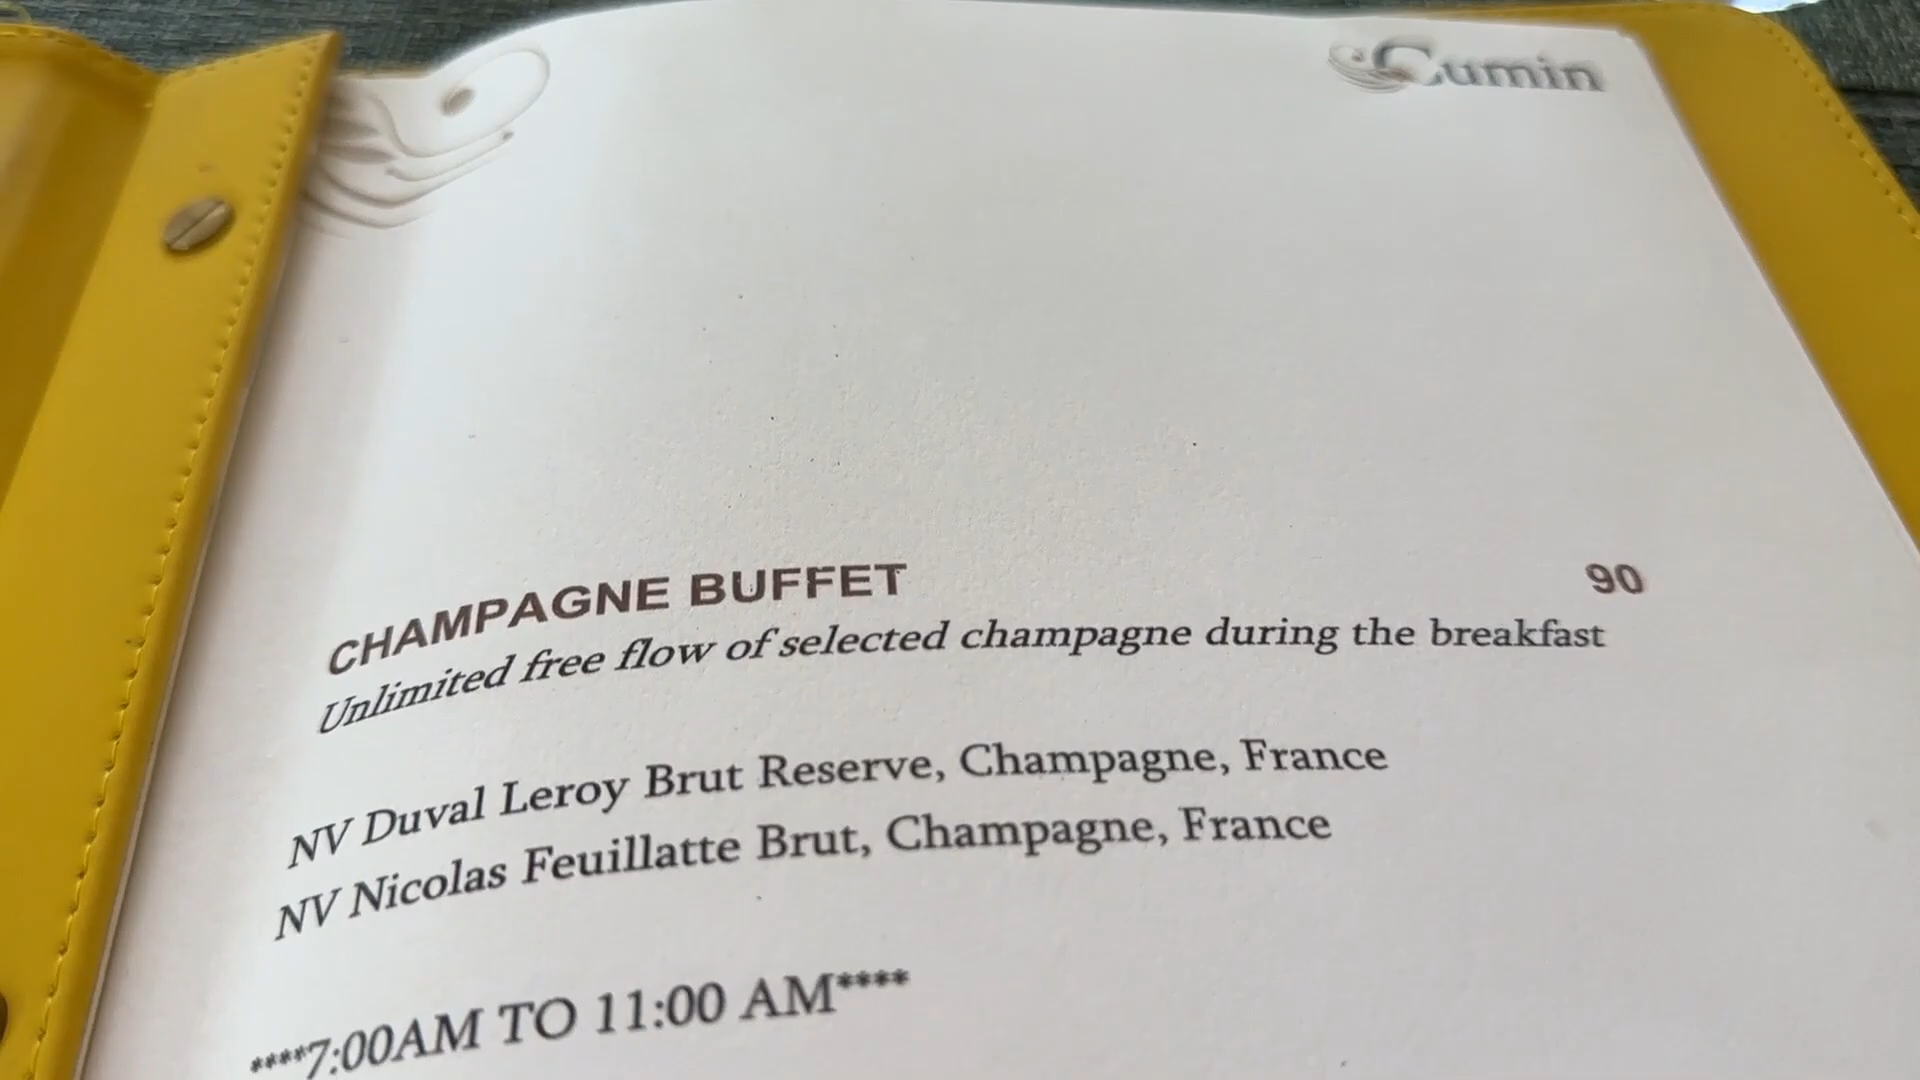 Cumin
CHAMPAGNE BUFFET 90
Unlimited free flow of selected champagne during the breakfast
NV Duval Leroy Brut Reserve, Champagne, France
NV Nicolas Feuillatte Brut, Champagne, France
****7:00AM TO 11:00 AM****